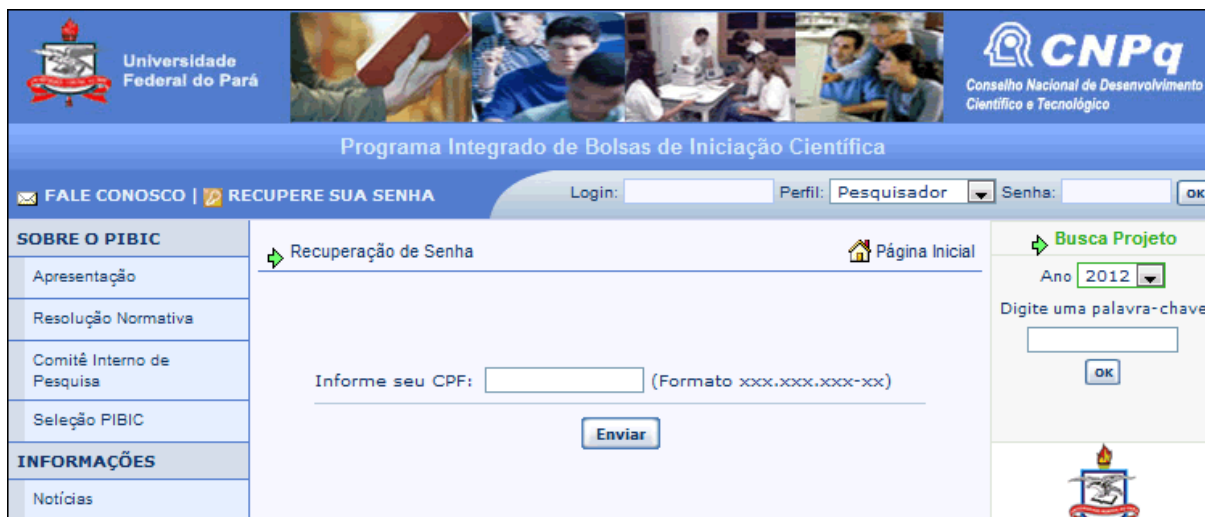 Universidade
Federal do Pará
CNPq
Conselho Nacional de Desenvolvimento
Científico e Tecnológico
Programa Integrado de Bolsas de Iniciação Científica
FALE CONOSCO | RECUPERE SUA SENHA
Login: Perfil: Pesquisador Senha: OK
SOBRE O PIBIC
Apresentação
Resolução Normativa
Comitê Interno de
Pesquisa
Seleção PIBIC
INFORMAÇÕES
Notícias
Recuperação de Senha Página Inicial
Informe seu CPF: (Formato xxx.xxx.xxx-xx)
Enviar
Busca Projeto
Ano 2012
Digite uma palavra-chave
OK